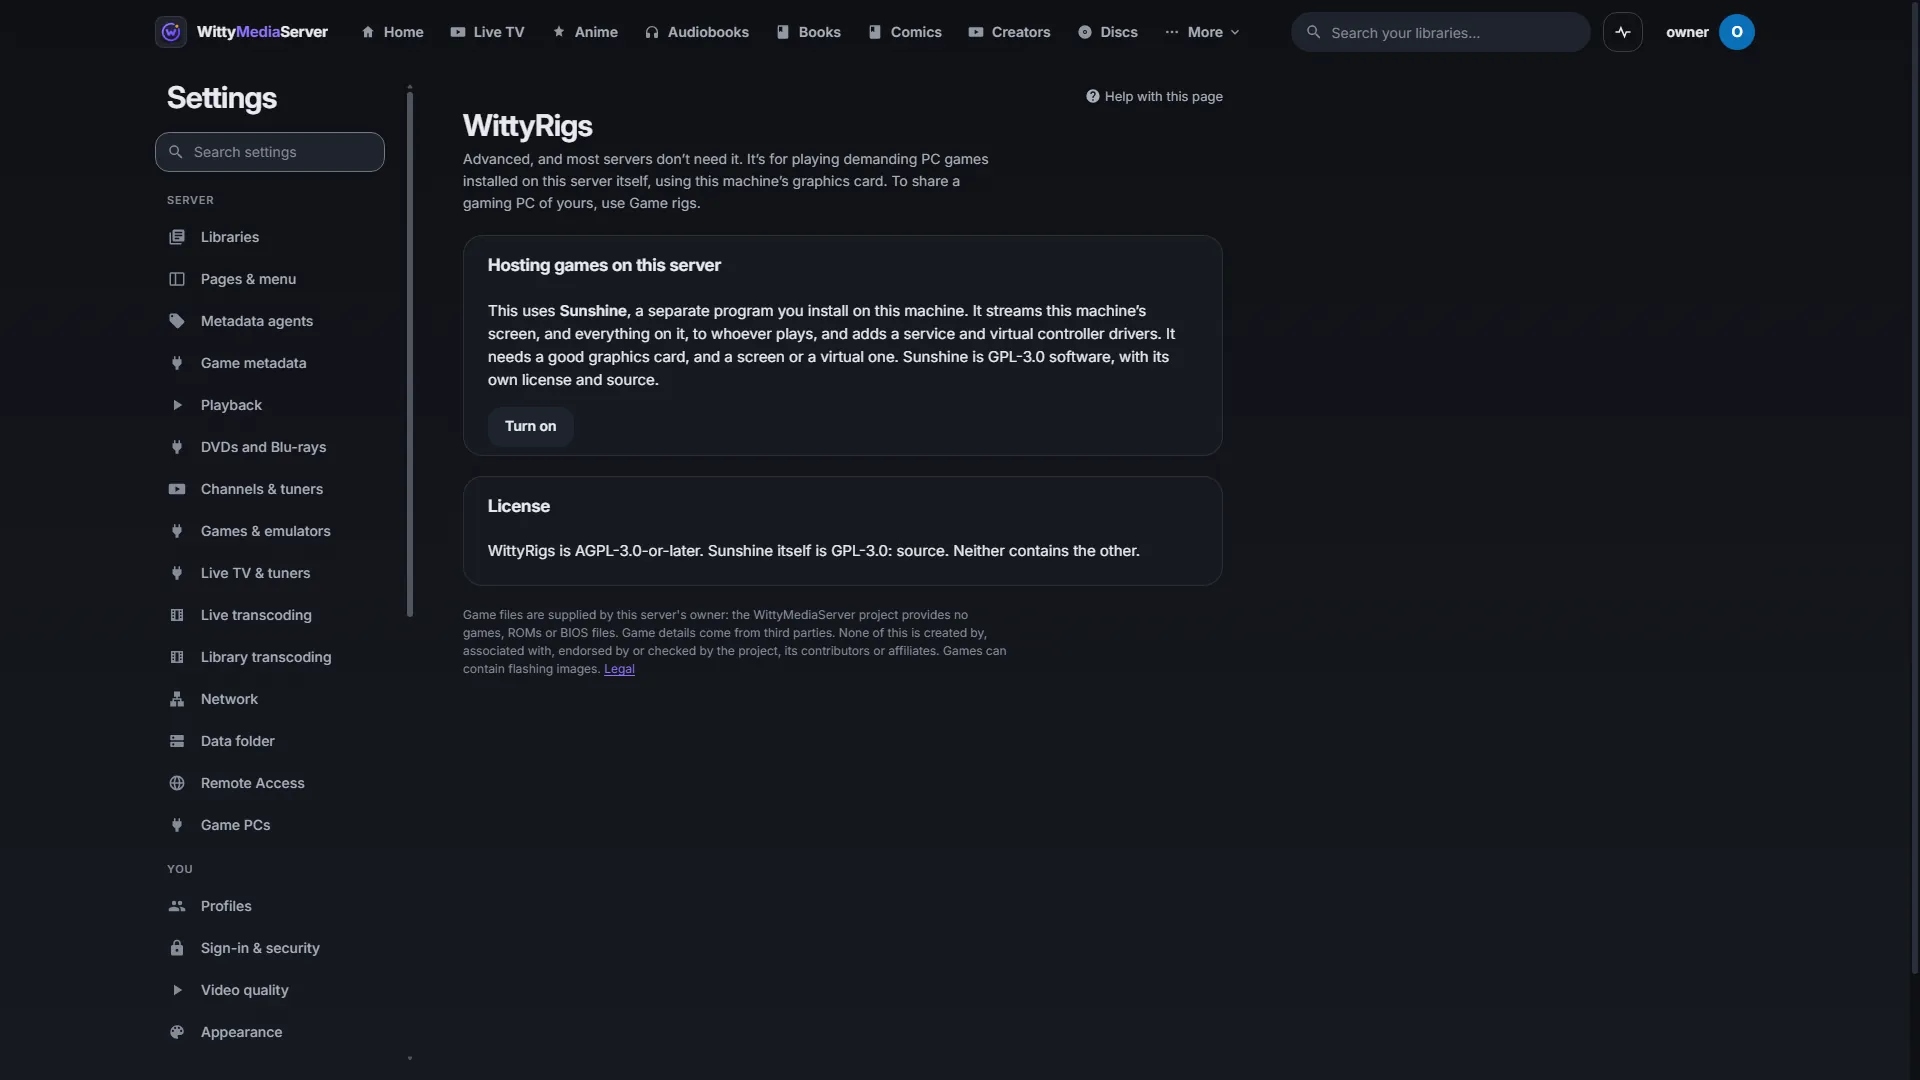 WittyMediaServer
Home
Live TV
Anime
Audiobooks
Books
Comics
Creators
Discs
More
Search your libraries...
owner
O
Settings
Search settings
SERVER
Libraries
Pages & menu
Metadata agents
Game metadata
Playback
DVDs and Blu-rays
Channels & tuners
Games & emulators
Live TV & tuners
Live transcoding
Library transcoding
Network
Data folder
Remote Access
Game PCs
YOU
Profiles
Sign-in & security
Video quality
Appearance
Help with this page
WittyRigs
Advanced, and most servers don’t need it. It’s for playing demanding PC games
installed on this server itself, using this machine’s graphics card. To share a
gaming PC of yours, use Game rigs.
Hosting games on this server
This uses Sunshine, a separate program you install on this machine. It streams this machine’s
screen, and everything on it, to whoever plays, and adds a service and virtual controller drivers. It
needs a good graphics card, and a screen or a virtual one. Sunshine is GPL-3.0 software, with its
own license and source.
Turn on
License
WittyRigs is AGPL-3.0-or-later. Sunshine itself is GPL-3.0: source. Neither contains the other.
Game files are supplied by this server's owner: the WittyMediaServer project provides no
games, ROMs or BIOS files. Game details come from third parties. None of this is created by,
associated with, endorsed by or checked by the project, its contributors or affiliates. Games can
contain flashing images. Legal